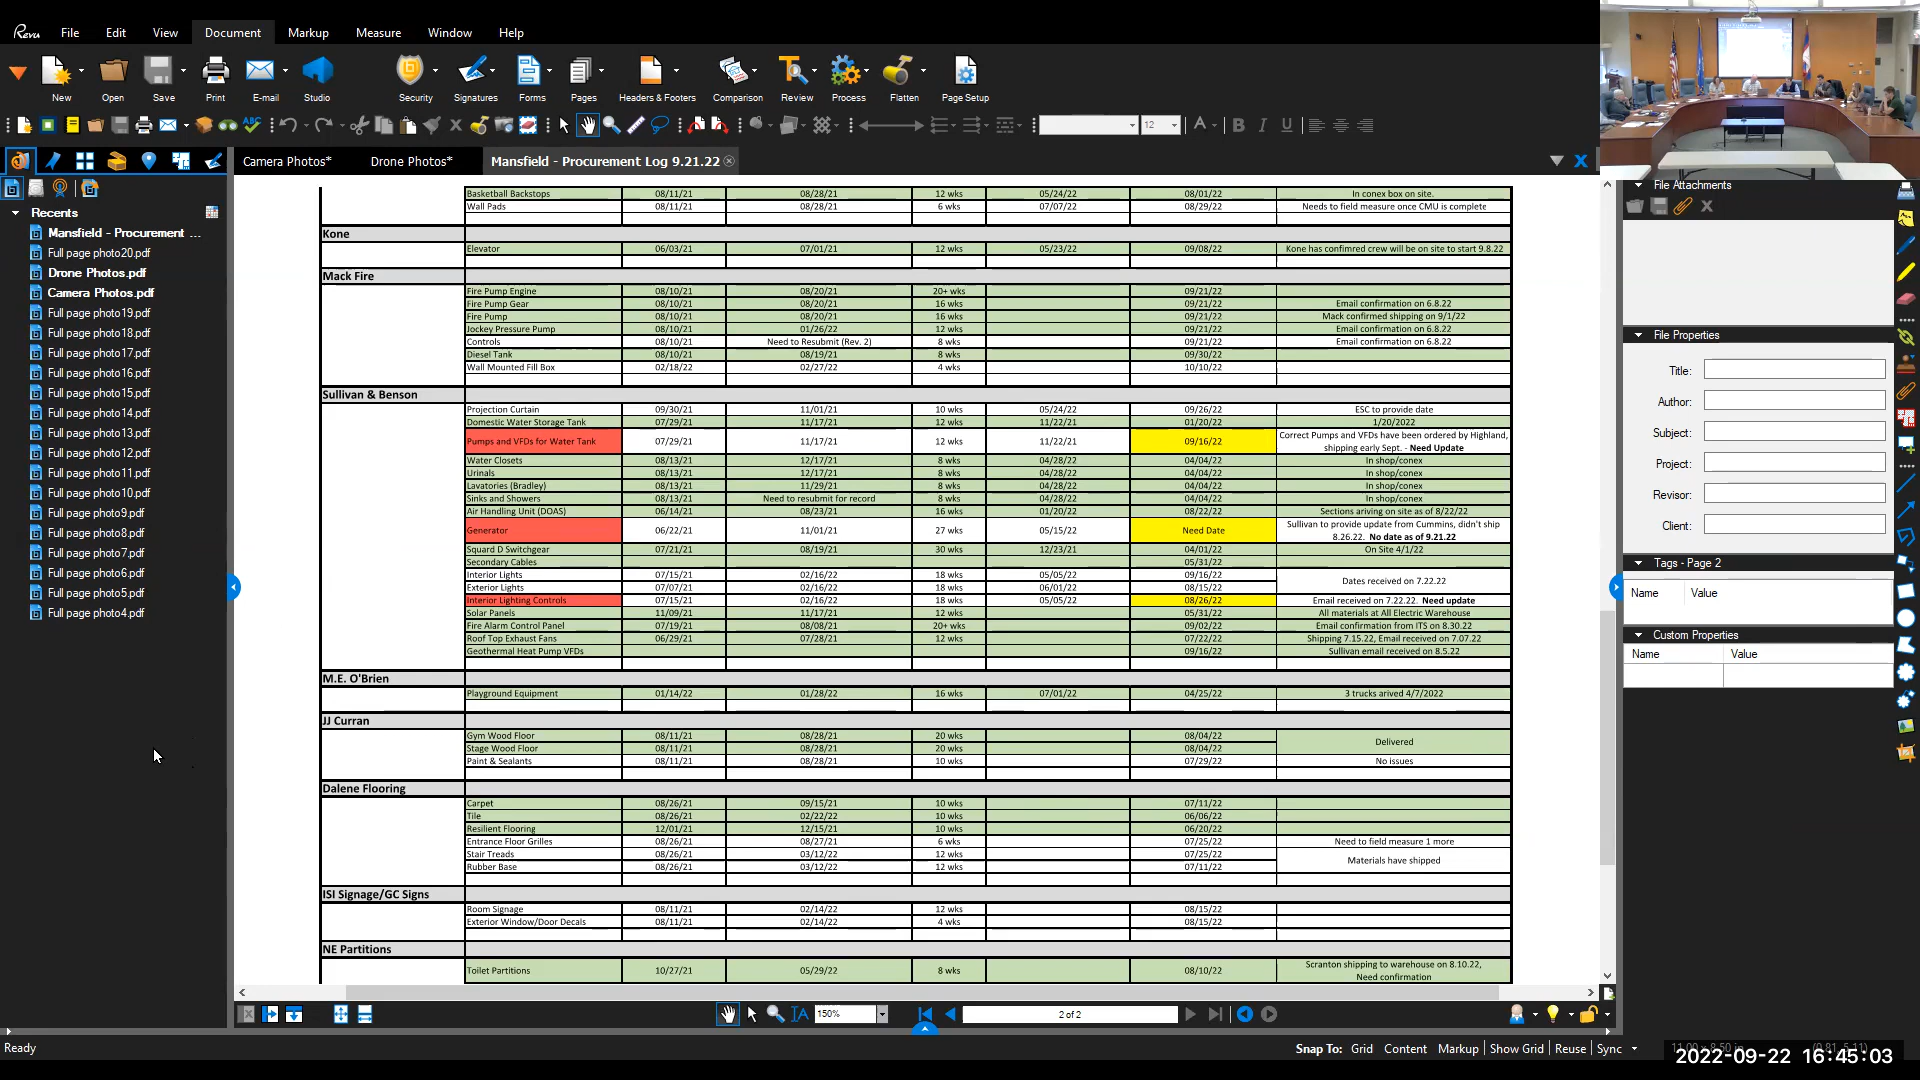 Revu File Edit View Document Markup Measure Window Help
New Open Save Print E-mail Studio Security Signatures Forms Pages Headers & Footers Comparison Review Process Flatten Page Setup
12
Camera Photos* Drone Photos* Mansfield - Procurement Log 9.21.22
Recents
Mansfield - Procurement ...
Full page photo20.pdf
Drone Photos.pdf
Camera Photos.pdf
Full page photo19.pdf
Full page photo18.pdf
Full page photo17.pdf
Full page photo16.pdf
Full page photo15.pdf
Full page photo14.pdf
Full page photo13.pdf
Full page photo12.pdf
Full page photo11.pdf
Full page photo10.pdf
Full page photo9.pdf
Full page photo8.pdf
Full page photo7.pdf
Full page photo6.pdf
Full page photo5.pdf
Full page photo4.pdf
Basketball Backstops 08/11/21 08/28/21 12 wks 05/24/22 08/01/22 In conex box on site.
Wall Pads 08/11/21 08/28/21 6 wks 07/07/22 08/29/22 Needs to field measure once CMU is complete
Kone
Elevator 06/03/21 07/01/21 12 wks 05/23/22 09/08/22 Kone has confimred crew will be on site to start 9.8.22
Mack Fire
Fire Pump Engine 08/10/21 08/20/21 20+ wks 09/21/22
Fire Pump Gear 08/10/21 08/20/21 16 wks 09/21/22 Email confirmation on 6.8.22
Fire Pump 08/10/21 08/20/21 16 wks 09/21/22 Mack confirmed shipping on 9/1/22
Jockey Pressure Pump 08/10/21 01/26/22 12 wks 09/21/22 Email confirmation on 6.8.22
Controls 08/10/21 Need to Resubmit (Rev. 2) 8 wks 09/21/22 Email confirmation on 6.8.22
Diesel Tank 08/10/21 08/19/21 8 wks 09/30/22
Wall Mounted Fill Box 02/18/22 02/27/22 4 wks 10/10/22
Sullivan & Benson
Projection Curtain 09/30/21 11/01/21 10 wks 05/24/22 09/26/22 ESC to provide date
Domestic Water Storage Tank 07/29/21 11/17/21 12 wks 11/22/21 01/20/22 1/20/2022
Pumps and VFDs for Water Tank 07/29/21 11/17/21 12 wks 11/22/21 09/16/22 Correct Pumps and VFDs have been ordered by Highland, shipping early Sept. - Need Update
Water Closets 08/13/21 12/17/21 8 wks 04/28/22 04/04/22 In shop/conex
Urinals 08/13/21 12/17/21 8 wks 04/28/22 04/04/22 In shop/conex
Lavatories (Bradley) 08/13/21 11/29/21 8 wks 04/28/22 04/04/22 In shop/conex
Sinks and Showers 08/13/21 Need to resubmit for record 8 wks 04/28/22 04/04/22 In shop/conex
Air Handling Unit (DOAS) 06/14/21 08/23/21 16 wks 01/20/22 08/22/22 Sections arriving on site as of 8/22/22
Generator 06/22/21 11/01/21 27 wks 05/15/22 Need Date Sullivan to provide update from Cummins, didn't ship 8.26.22. No date as of 9.21.22
Squard D Switchgear 07/21/21 08/19/21 30 wks 12/23/21 04/01/22 On Site 4/1/22
Secondary Cables 05/31/22
Interior Lights 07/15/21 02/16/22 18 wks 05/05/22 09/16/22 Dates received on 7.22.22
Exterior Lights 07/07/21 02/16/22 18 wks 06/01/22 08/15/22
Interior Lighting Controls 07/15/21 02/16/22 18 wks 05/05/22 08/26/22 Email received on 7.22.22. Need update
Solar Panels 11/09/21 11/17/21 12 wks 05/31/22 All materials at All Electric Warehouse
Fire Alarm Control Panel 07/19/21 08/08/21 20+ wks 09/02/22 Email confirmation from ITS on 8.30.22
Roof Top Exhaust Fans 06/29/21 07/28/21 12 wks 07/22/22 Shipping 7.15.22, Email received on 7.07.22
Geothermal Heat Pump VFDs 09/16/22 Sullivan email received on 8.5.22
M.E. O'Brien
Playground Equipment 01/14/22 01/28/22 16 wks 07/01/22 04/25/22 3 trucks arived 4/7/2022
JJ Curran
Gym Wood Floor 08/11/21 08/28/21 20 wks 08/04/22 Delivered
Stage Wood Floor 08/11/21 08/28/21 20 wks 08/04/22
Paint & Sealants 08/11/21 08/28/21 10 wks 07/29/22 No issues
Dalene Flooring
Carpet 08/26/21 09/15/21 10 wks 07/11/22
Tile 08/26/21 02/22/22 10 wks 06/06/22
Resilient Flooring 12/01/21 12/15/21 10 wks 06/20/22
Entrance Floor Grilles 08/26/21 08/27/21 6 wks 07/25/22 Need to field measure 1 more
Stair Treads 08/26/21 03/12/22 12 wks 07/25/22 Materials have shipped
Rubber Base 08/26/21 03/12/22 12 wks 07/11/22
ISI Signage/GC Signs
Room Signage 08/11/21 02/14/22 12 wks 08/15/22
Exterior Window/Door Decals 08/11/21 02/14/22 4 wks 08/15/22
NE Partitions
Toilet Partitions 10/27/21 05/29/22 8 wks 08/10/22 Scranton shipping to warehouse on 8.10.22, Need confirmation
File Attachments
File Properties
Title:
Author:
Subject:
Project:
Revisor:
Client:
Tags - Page 2
Name Value
Custom Properties
Name Value
150% 2 of 2
Ready
Snap To: Grid Content Markup Show Grid Reuse Sync
2022-09-22 16:45:03